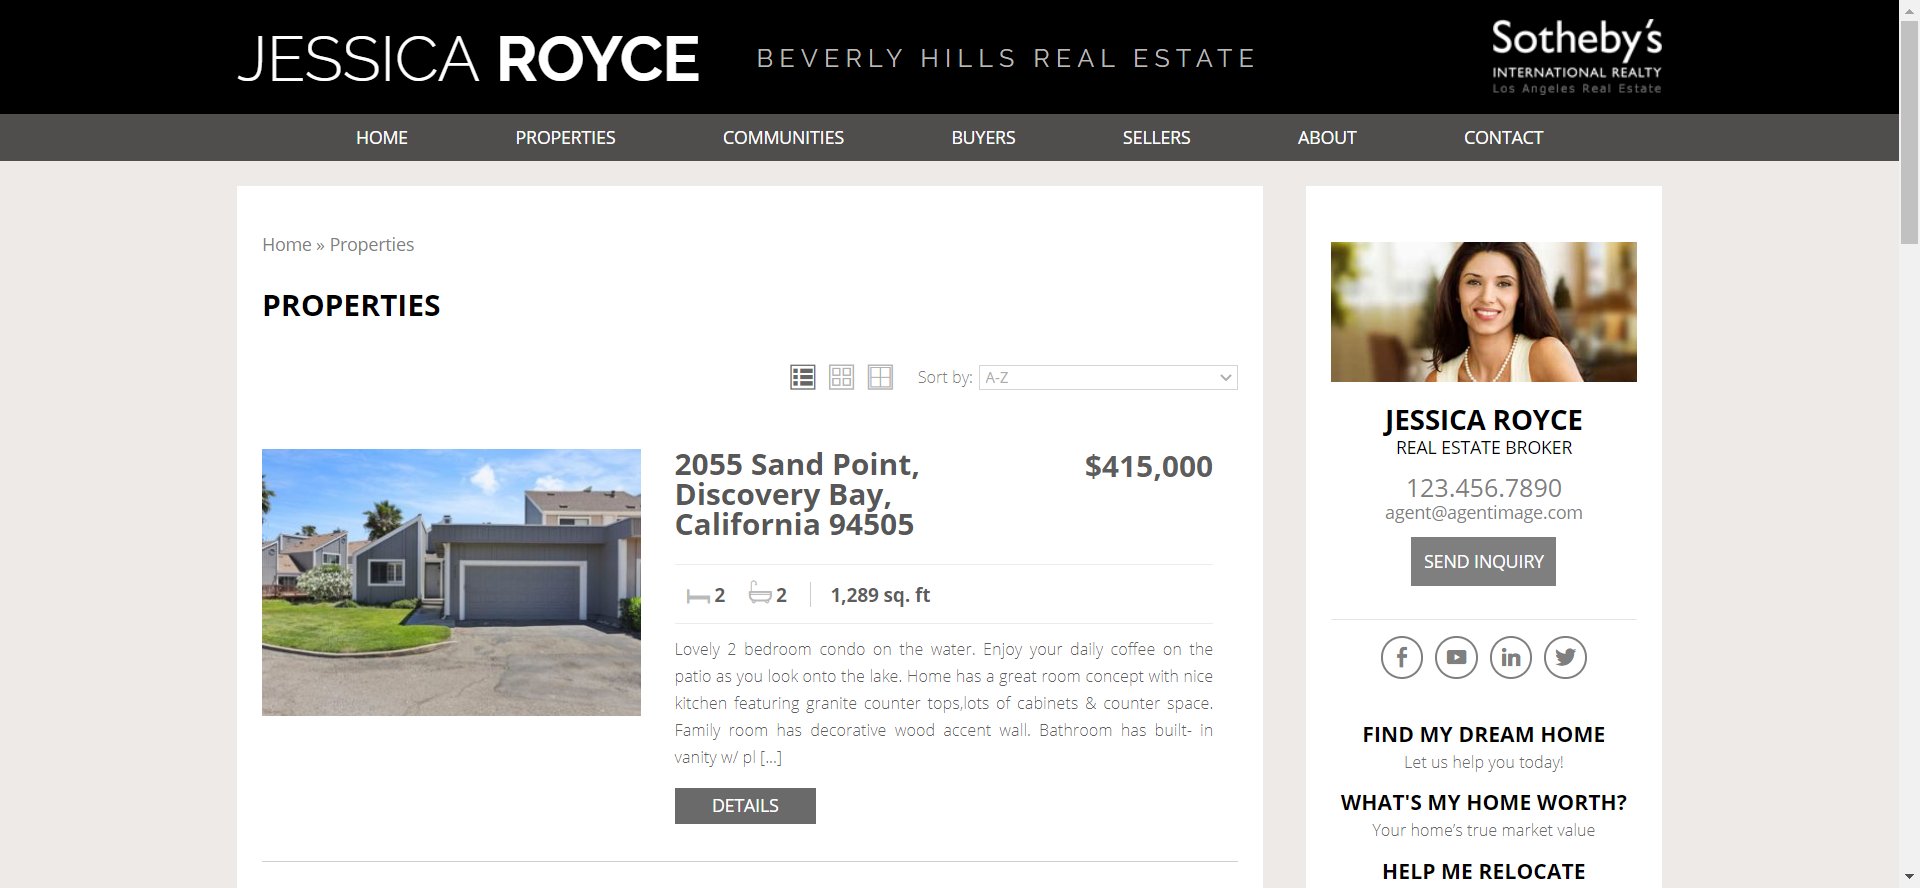 JESSICA ROYCE
BEVERLY HILLS REAL ESTATE
Sotheby's
INTERNATIONAL REALTY
Los Angeles Real Estate
HOME
PROPERTIES
COMMUNITIES
BUYERS
SELLERS
ABOUT
CONTACT
Home » Properties
PROPERTIES
Sort by:
A-Z
2055 Sand Point,
Discovery Bay,
California 94505
$415,000
2
2
1,289 sq. ft
Lovely 2 bedroom condo on the water. Enjoy your daily coffee on the
patio as you look onto the lake. Home has a great room concept with nice
kitchen featuring granite counter tops,lots of cabinets & counter space.
Family room has decorative wood accent wall. Bathroom has built- in
vanity w/ pl [...]
DETAILS
JESSICA ROYCE
REAL ESTATE BROKER
123.456.7890
agent@agentimage.com
SEND INQUIRY
FIND MY DREAM HOME
Let us help you today!
WHAT'S MY HOME WORTH?
Your home’s true market value
HELP ME RELOCATE